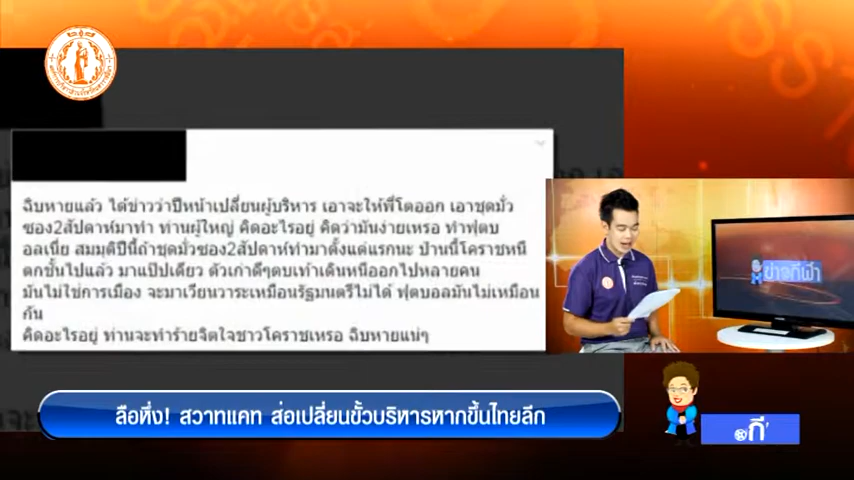 ฉิบหายแล้ว ได้ข่าวว่าปีหน้าเปลี่ยนผู้บริหาร เอาจะให้พี่โตออก เอาชุดมั่ว
ซอง2สัปดาห์มาทำ ท่านผู้ใหญ่ คิดอะไรอยู่ คิดว่ามันง่ายเหรอ ทำฟุตบ
อลเนี่ย สมมุติปีนี้ถ้าชุดมั่วซอง2สัปดาห์ทำมาตั้งแต่แรกนะ ป่านนี้โคราชหนี
ตกชั้นไปแล้ว มาแป๊ปเดียว ตัวเก่าดีๆตบเท้าเดินหนีออกไปหลายคน
มันไม่ใช่การเมือง จะมาเวียนวาระเหมือนรัฐมนตรีไม่ได้ ฟุตบอลมันไม่เหมือน
กัน
คิดอะไรอยู่ ท่านจะทำร้ายจิตใจชาวโคราชเหรอ ฉิบหายแน่ๆ
ข่าวกีฬา
ลือหึ่ง! สวาทแคท ส่อเปลี่ยนขั้วบริหารหากขึ้นไทยลีก
กี